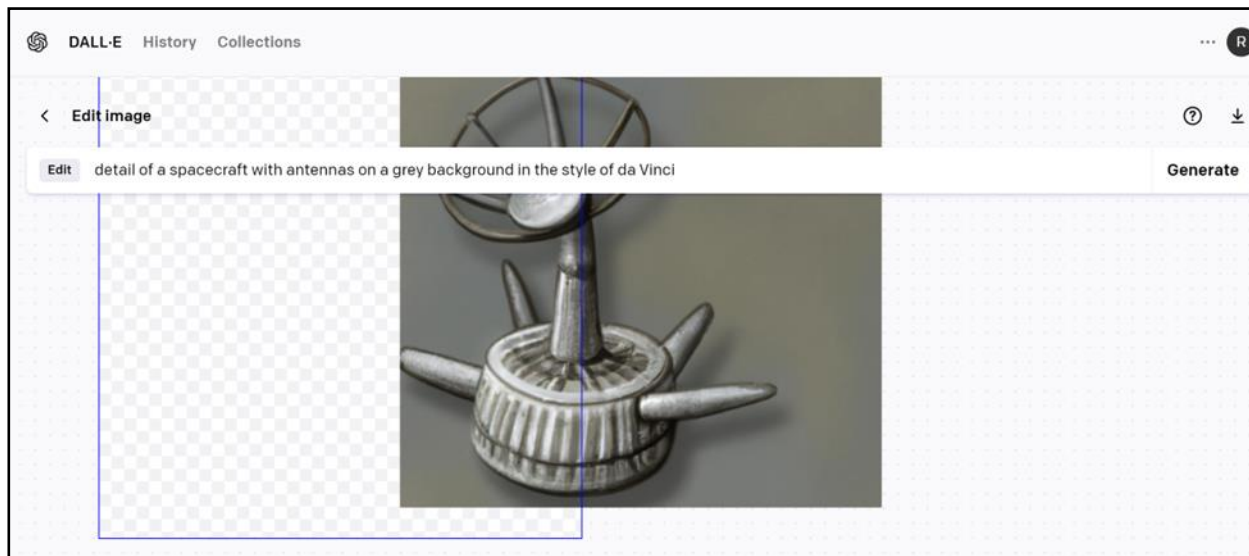 DALL·E History Collections ... R
Edit image
Edit detail of a spacecraft with antennas on a grey background in the style of da Vinci Generate